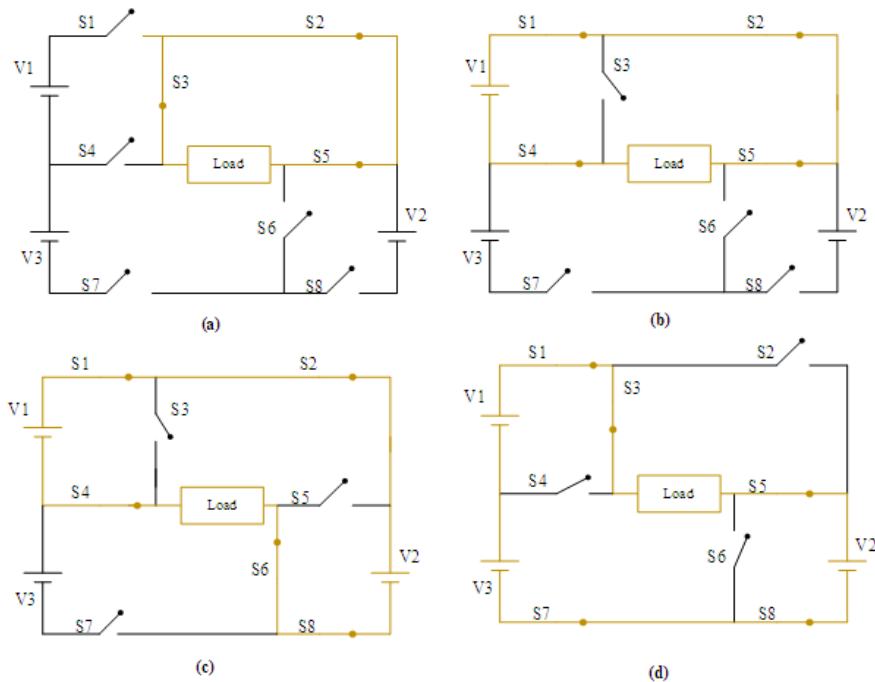 S1 S2
V1
S3
S4 Load S5
V2
S6
V3
S7 S8
(a)
S1 S2
V1
S3
S4 S5
Load
V2
S6
V3
S7 S8
(b)
S1 S2
V1
S3
S4 S5
Load
V2
S6
V3
S7 S8
(c)
S1 S2
V1
S3
S4 S5
Load
V2
S6
V3
S7 S8
(d)